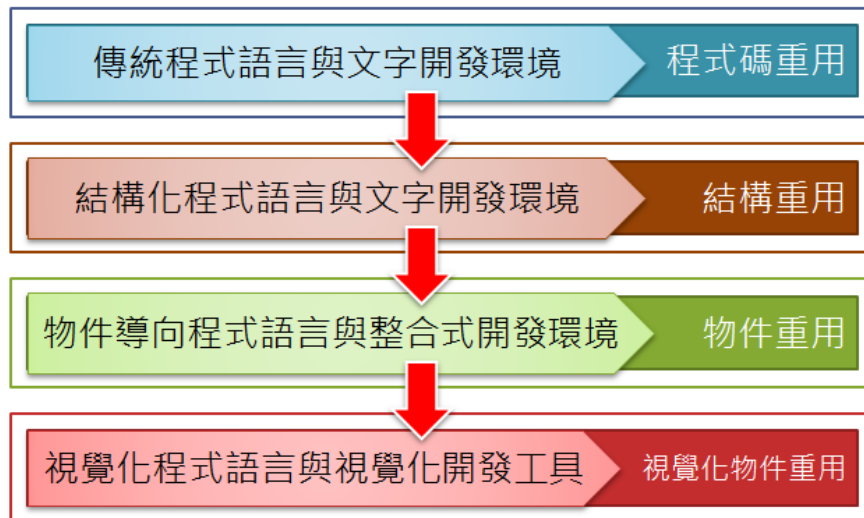 傳統程式語言與文字開發環境 程式碼重用
結構化程式語言與文字開發環境 結構重用
物件導向程式語言與整合式開發環境 物件重用
視覺化程式語言與視覺化開發工具 視覺化物件重用